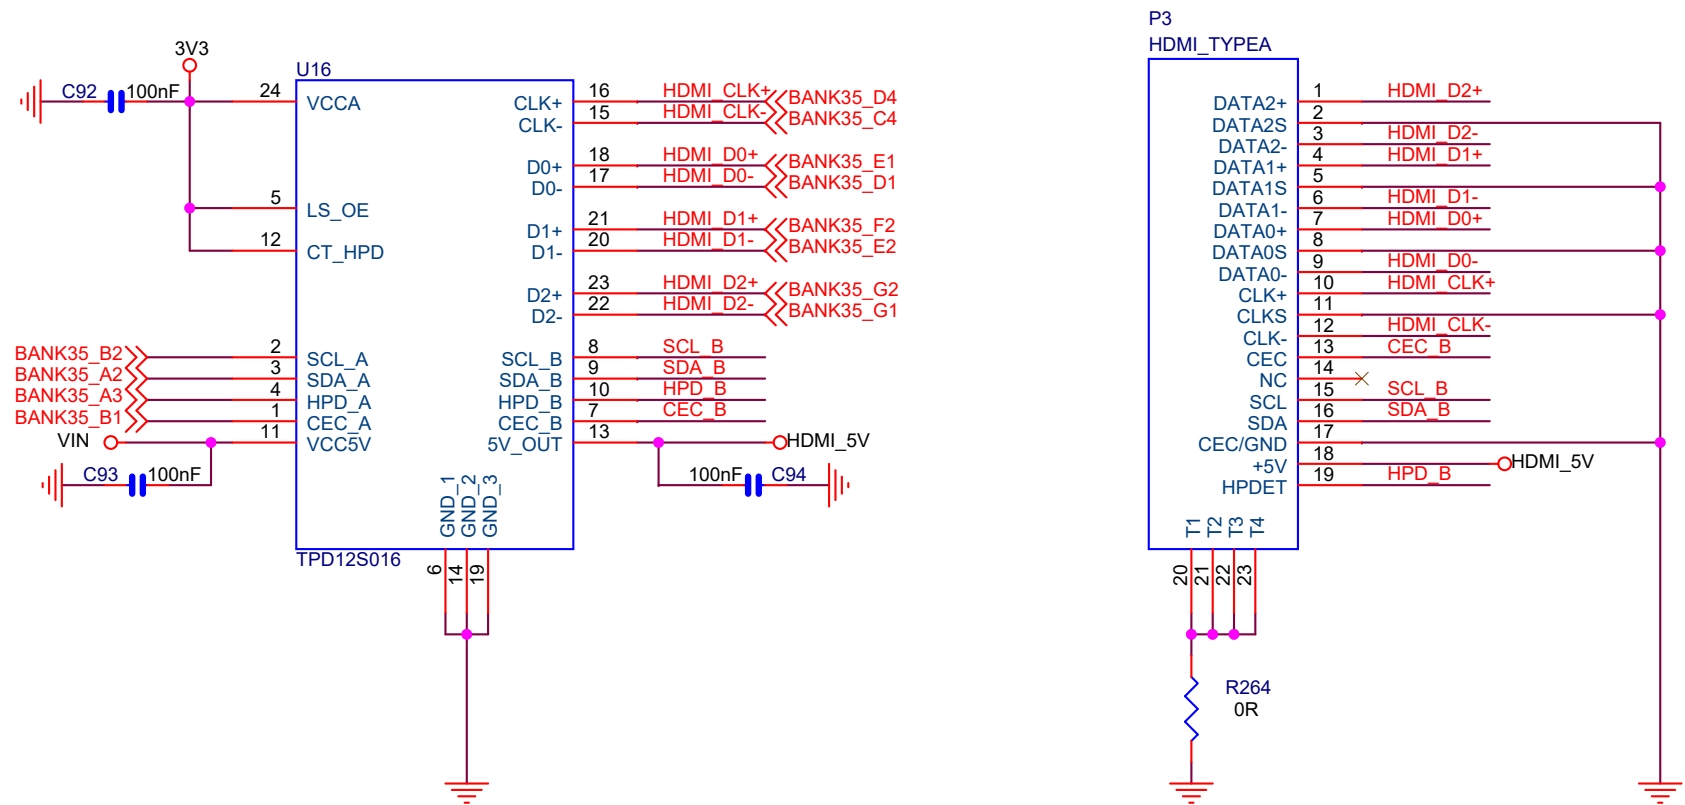 3V3
C92 100nF
U16
24 VCCA
5 LS_OE
12 CT_HPD
BANK35_B2 2 SCL_A
BANK35_A2 3 SDA_A
BANK35_A3 4 HPD_A
BANK35_B1 1 CEC_A
VIN 11 VCC5V
C93 100nF
CLK+ 16 HDMI_CLK+ BANK35_D4
CLK- 15 HDMI_CLK- BANK35_C4
D0+ 18 HDMI_D0+ BANK35_E1
D0- 17 HDMI_D0- BANK35_D1
D1+ 21 HDMI_D1+ BANK35_F2
D1- 20 HDMI_D1- BANK35_E2
D2+ 23 HDMI_D2+ BANK35_G2
D2- 22 HDMI_D2- BANK35_G1
SCL_B 8 SCL_B
SDA_B 9 SDA_B
HPD_B 10 HPD_B
CEC_B 7 CEC_B
5V_OUT 13 HDMI_5V
100nF C94
GND_1
GND_2
GND_3
TPD12S016
6
14
19
P3
HDMI_TYPEA
DATA2+ 1 HDMI_D2+
DATA2S 2
DATA2- 3 HDMI_D2-
DATA1+ 4 HDMI_D1+
DATA1S 5
DATA1- 6 HDMI_D1-
DATA0+ 7 HDMI_D0+
DATA0S 8
DATA0- 9 HDMI_D0-
CLK+ 10 HDMI_CLK+
CLKS 11
CLK- 12 HDMI_CLK-
CEC 13 CEC_B
NC 14
SCL 15 SCL_B
SDA 16 SDA_B
CEC/GND 17
+5V 18 HDMI_5V
HPDET 19 HPD_B
T1
T2
T3
T4
20
21
22
23
R264
0R